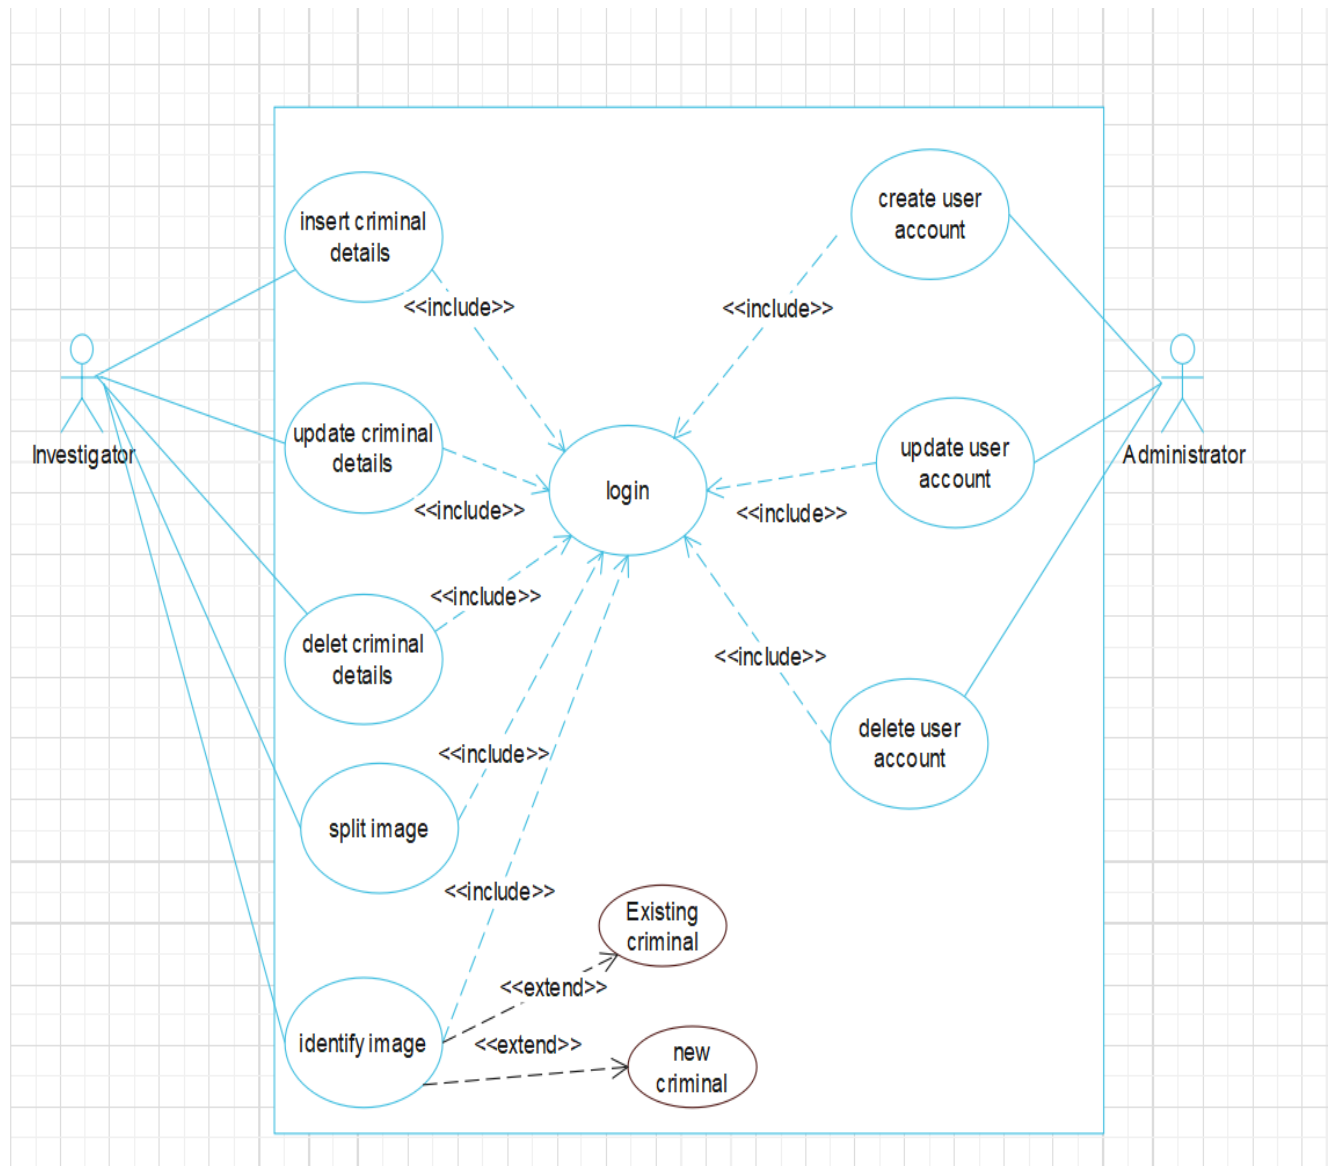 insert criminal
details
create user
account
<<include>>
<<include>>
Investigator
update criminal
details
login
update user
account
Administrator
<<include>>
<<include>>
<<include>>
delet criminal
details
<<include>>
delete user
account
<<include>>
split image
<<include>>
Existing
criminal
<<extend>>
identify image
<<extend>>
new
criminal